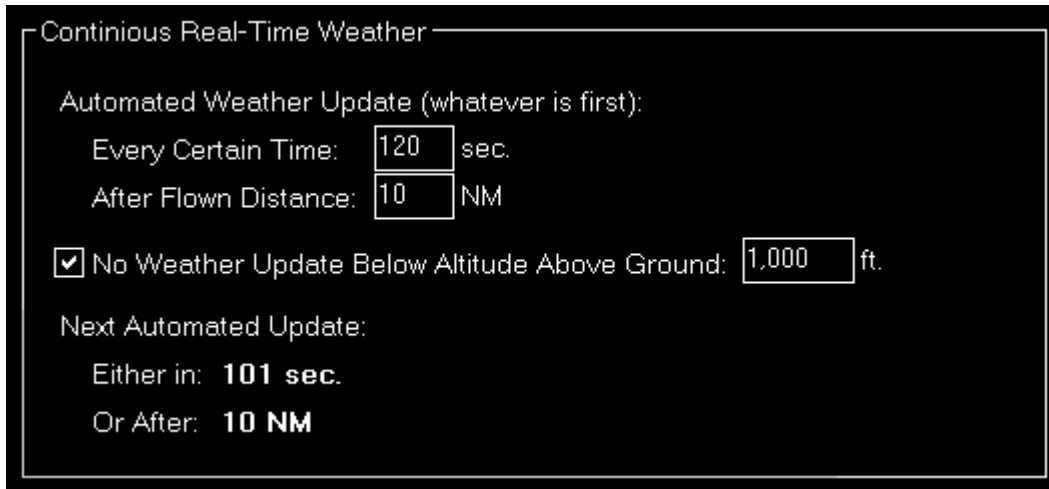 Continious Real-Time Weather
Automated Weather Update (whatever is first):
Every Certain Time: 120 sec.
After Flown Distance: 10 NM
No Weather Update Below Altitude Above Ground: 1,000 ft.
Next Automated Update:
Either in: 101 sec.
Or After: 10 NM